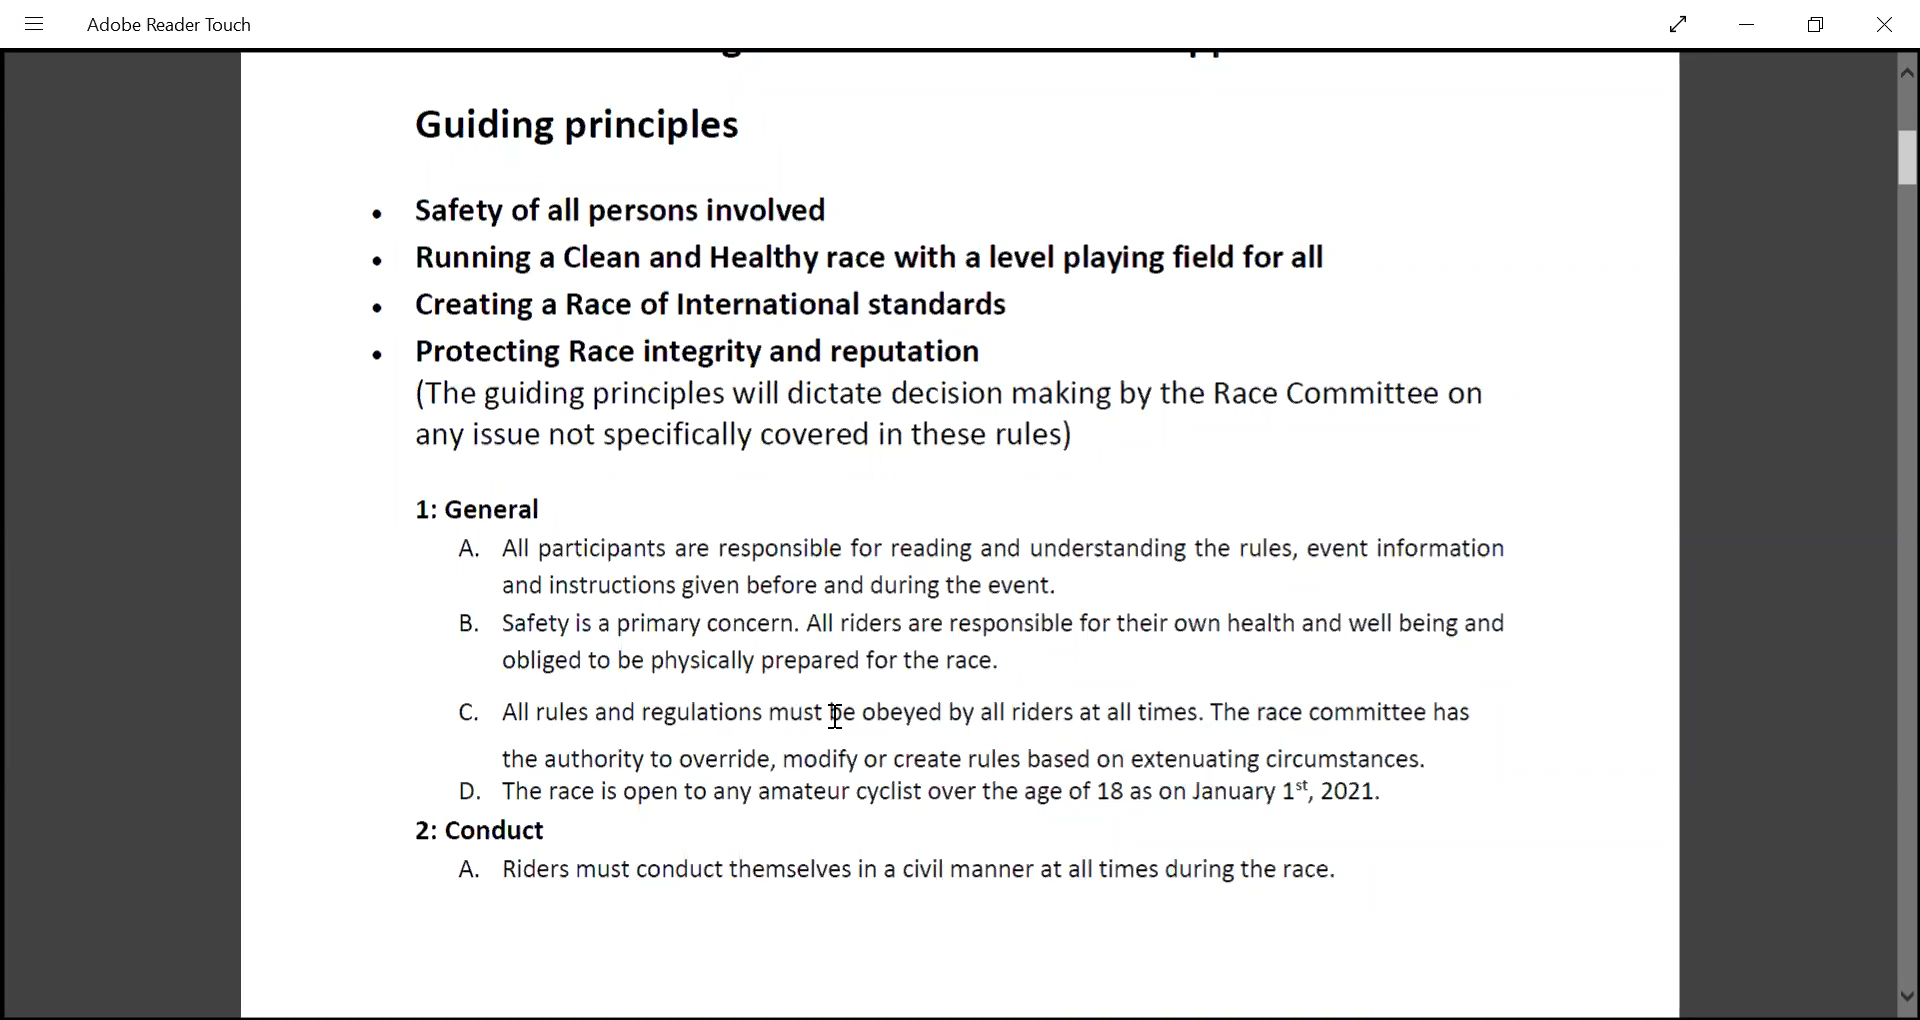 Adobe Reader Touch
Guiding principles
• Safety of all persons involved
• Running a Clean and Healthy race with a level playing field for all
• Creating a Race of International standards
• Protecting Race integrity and reputation
(The guiding principles will dictate decision making by the Race Committee on
any issue not specifically covered in these rules)
1: General
A. All participants are responsible for reading and understanding the rules, event information
and instructions given before and during the event.
B. Safety is a primary concern. All riders are responsible for their own health and well being and
obliged to be physically prepared for the race.
C. All rules and regulations must be obeyed by all riders at all times. The race committee has
the authority to override, modify or create rules based on extenuating circumstances.
D. The race is open to any amateur cyclist over the age of 18 as on January 1st, 2021.
2: Conduct
A. Riders must conduct themselves in a civil manner at all times during the race.